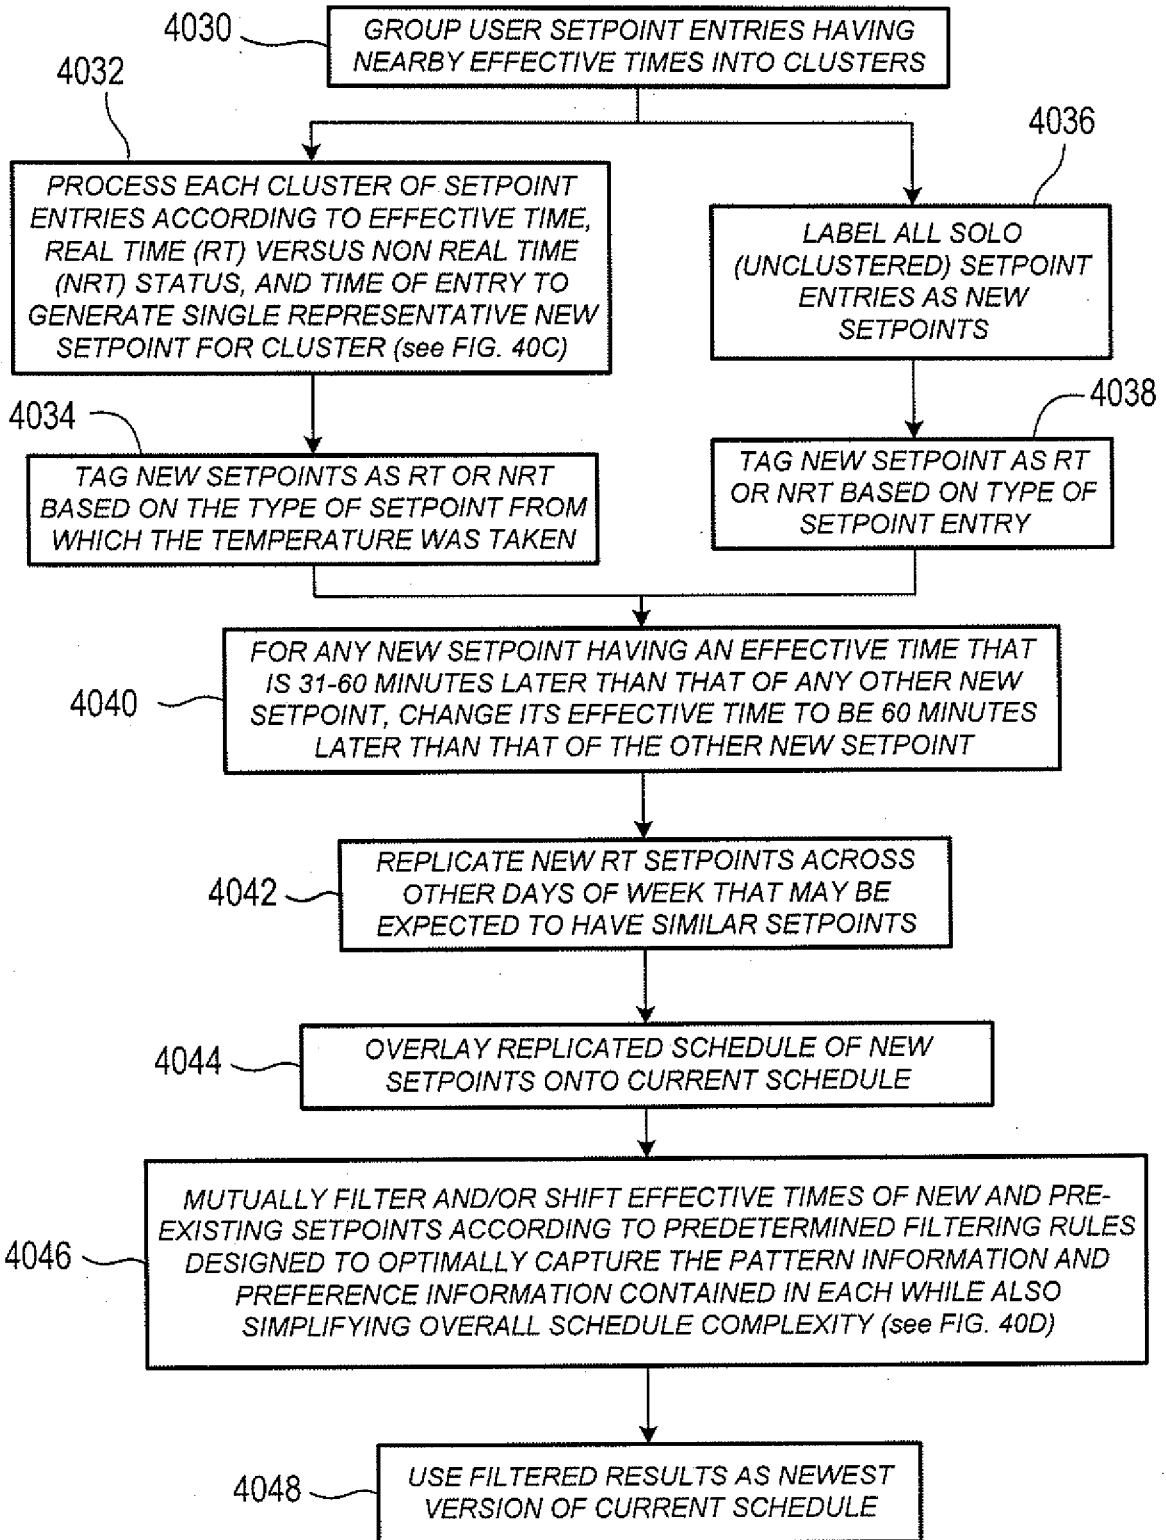 4030
GROUP USER SETPOINT ENTRIES HAVING
NEARBY EFFECTIVE TIMES INTO CLUSTERS
4032
PROCESS EACH CLUSTER OF SETPOINT
ENTRIES ACCORDING TO EFFECTIVE TIME,
REAL TIME (RT) VERSUS NON REAL TIME
(NRT) STATUS, AND TIME OF ENTRY TO
GENERATE SINGLE REPRESENTATIVE NEW
SETPOINT FOR CLUSTER (see FIG. 40C)
4036
LABEL ALL SOLO
(UNCLUSTERED) SETPOINT
ENTRIES AS NEW
SETPOINTS
4034
TAG NEW SETPOINTS AS RT OR NRT
BASED ON THE TYPE OF SETPOINT FROM
WHICH THE TEMPERATURE WAS TAKEN
4038
TAG NEW SETPOINT AS RT
OR NRT BASED ON TYPE OF
SETPOINT ENTRY
4040
FOR ANY NEW SETPOINT HAVING AN EFFECTIVE TIME THAT
IS 31-60 MINUTES LATER THAN THAT OF ANY OTHER NEW
SETPOINT, CHANGE ITS EFFECTIVE TIME TO BE 60 MINUTES
LATER THAN THAT OF THE OTHER NEW SETPOINT
4042
REPLICATE NEW RT SETPOINTS ACROSS
OTHER DAYS OF WEEK THAT MAY BE
EXPECTED TO HAVE SIMILAR SETPOINTS
4044
OVERLAY REPLICATED SCHEDULE OF NEW
SETPOINTS ONTO CURRENT SCHEDULE
4046
MUTUALLY FILTER AND/OR SHIFT EFFECTIVE TIMES OF NEW AND PRE-
EXISTING SETPOINTS ACCORDING TO PREDETERMINED FILTERING RULES
DESIGNED TO OPTIMALLY CAPTURE THE PATTERN INFORMATION AND
PREFERENCE INFORMATION CONTAINED IN EACH WHILE ALSO
SIMPLIFYING OVERALL SCHEDULE COMPLEXITY (see FIG. 40D)
4048
USE FILTERED RESULTS AS NEWEST
VERSION OF CURRENT SCHEDULE